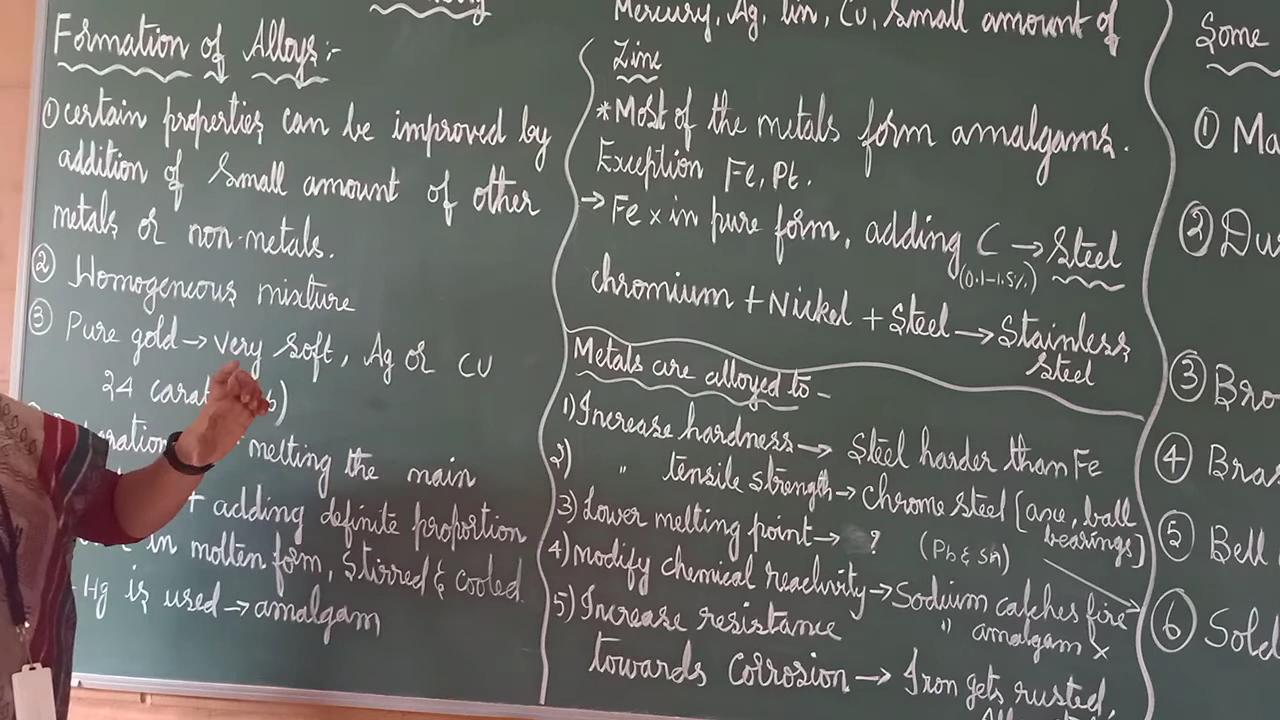 Formation of Alloys:-
① certain properties can be improved by
addition of small amount of other
metals or non-metals.
② Homogeneous mixture
③ Pure gold → very soft, Ag or Cu
24 carat
melting the main
+ adding definite proportion
in molten form, stirred & cooled.
Hg is used → amalgam
Mercury, Ag, tin, Cu, small amount of
Zinc
*Most of the metals form amalgams.
Exception Fe, Pt.
→ Fe x in pure form, adding C → Steel
(0.1-1.5%)
chromium + Nickel + Steel → Stainless
Steel
Metals are alloyed to -
1) Increase hardness → Steel harder than Fe
2) " tensile strength → chrome steel [axe, ball
bearings]
3) Lower melting point → ? (Pb & Sn)
4) modify chemical reactivity → Sodium catches fire
" amalgam x
5) Increase resistance
towards corrosion → Iron gets rusted,
Some
① Ma
② Du
③ Bro
④ Bras
⑤ Bell
⑥ Sold